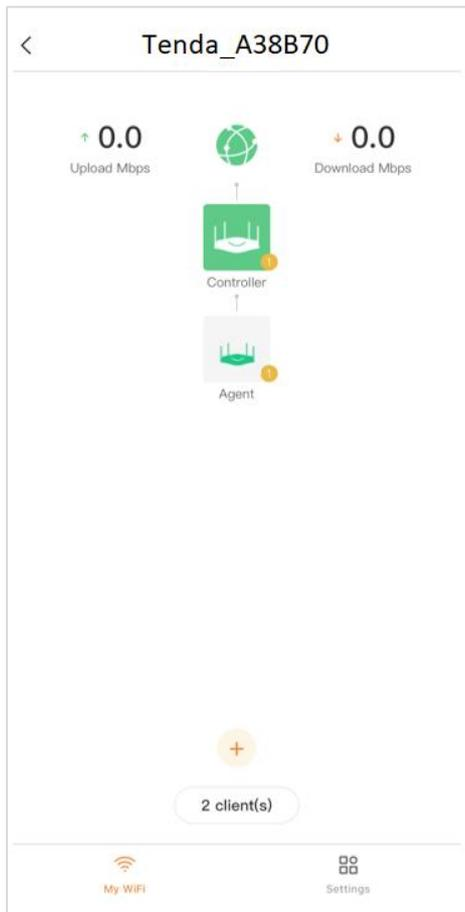 Tenda_A38B70
0.0
Upload Mbps
0.0
Download Mbps
1
Controller
1
Agent
+
2 client(s)
My WiFi
Settings